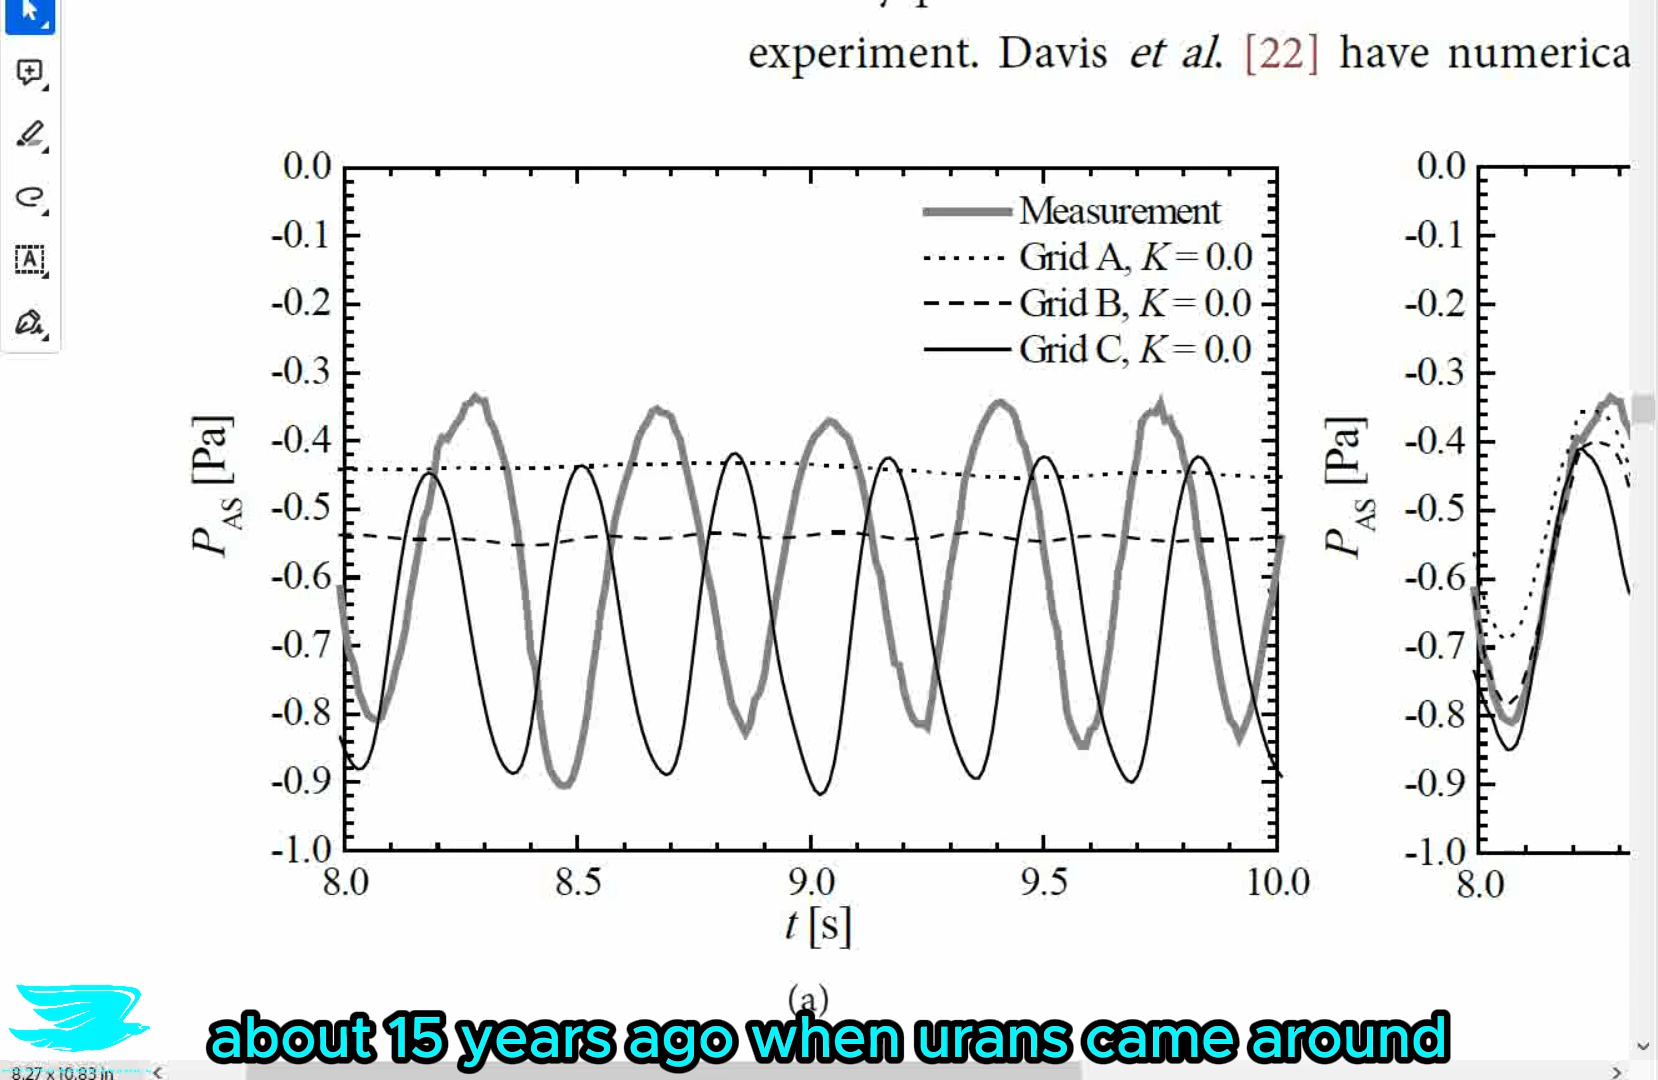 experiment. Davis et al. [22] have numerica
0.0
-0.1
-0.2
-0.3
-0.4
-0.5
-0.6
-0.7
-0.8
-0.9
-1.0
P_AS [Pa]
Measurement
Grid A, K = 0.0
Grid B, K = 0.0
Grid C, K = 0.0
8.0 8.5 9.0 9.5 10.0
t [s]
(a)
0.0
-0.1
-0.2
-0.3
-0.4
-0.5
-0.6
-0.7
-0.8
-0.9
-1.0
P_AS [Pa]
8.0
about 15 years ago when urans came around
8.27 x 10.83 in